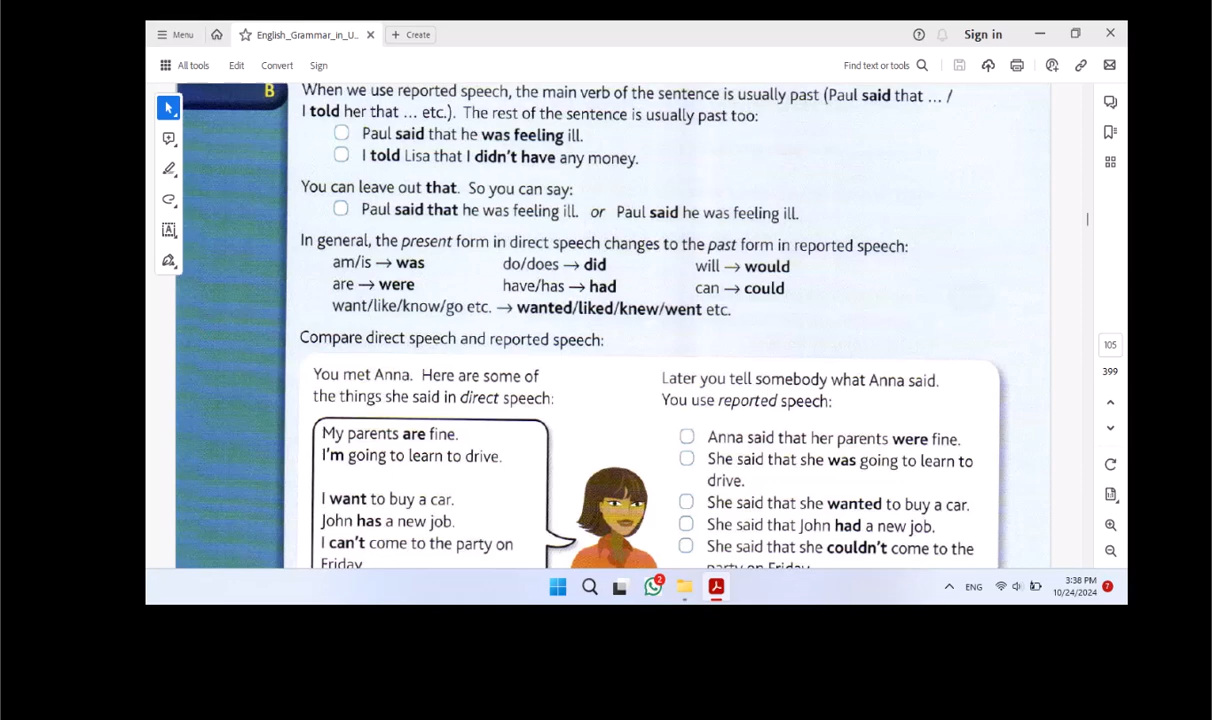 Menu
English_Grammar_in_U...
Create
Sign in
All tools
Edit
Convert
Sign
Find text or tools
B
When we use reported speech, the main verb of the sentence is usually past (Paul said that ... /
I told her that ... etc.). The rest of the sentence is usually past too:
Paul said that he was feeling ill.
I told Lisa that I didn't have any money.
You can leave out that. So you can say:
Paul said that he was feeling ill. or Paul said he was feeling ill.
In general, the present form in direct speech changes to the past form in reported speech:
am/is → was do/does → did will → would
are → were have/has → had can → could
want/like/know/go etc. → wanted/liked/knew/went etc.
Compare direct speech and reported speech:
You met Anna. Here are some of
the things she said in direct speech:
My parents are fine.
I'm going to learn to drive.
I want to buy a car.
John has a new job.
I can't come to the party on
Friday
Later you tell somebody what Anna said.
You use reported speech:
Anna said that her parents were fine.
She said that she was going to learn to
drive.
She said that she wanted to buy a car.
She said that John had a new job.
She said that she couldn't come to the
party on Friday
105
399
2
ENG
3:38 PM
10/24/2024
7